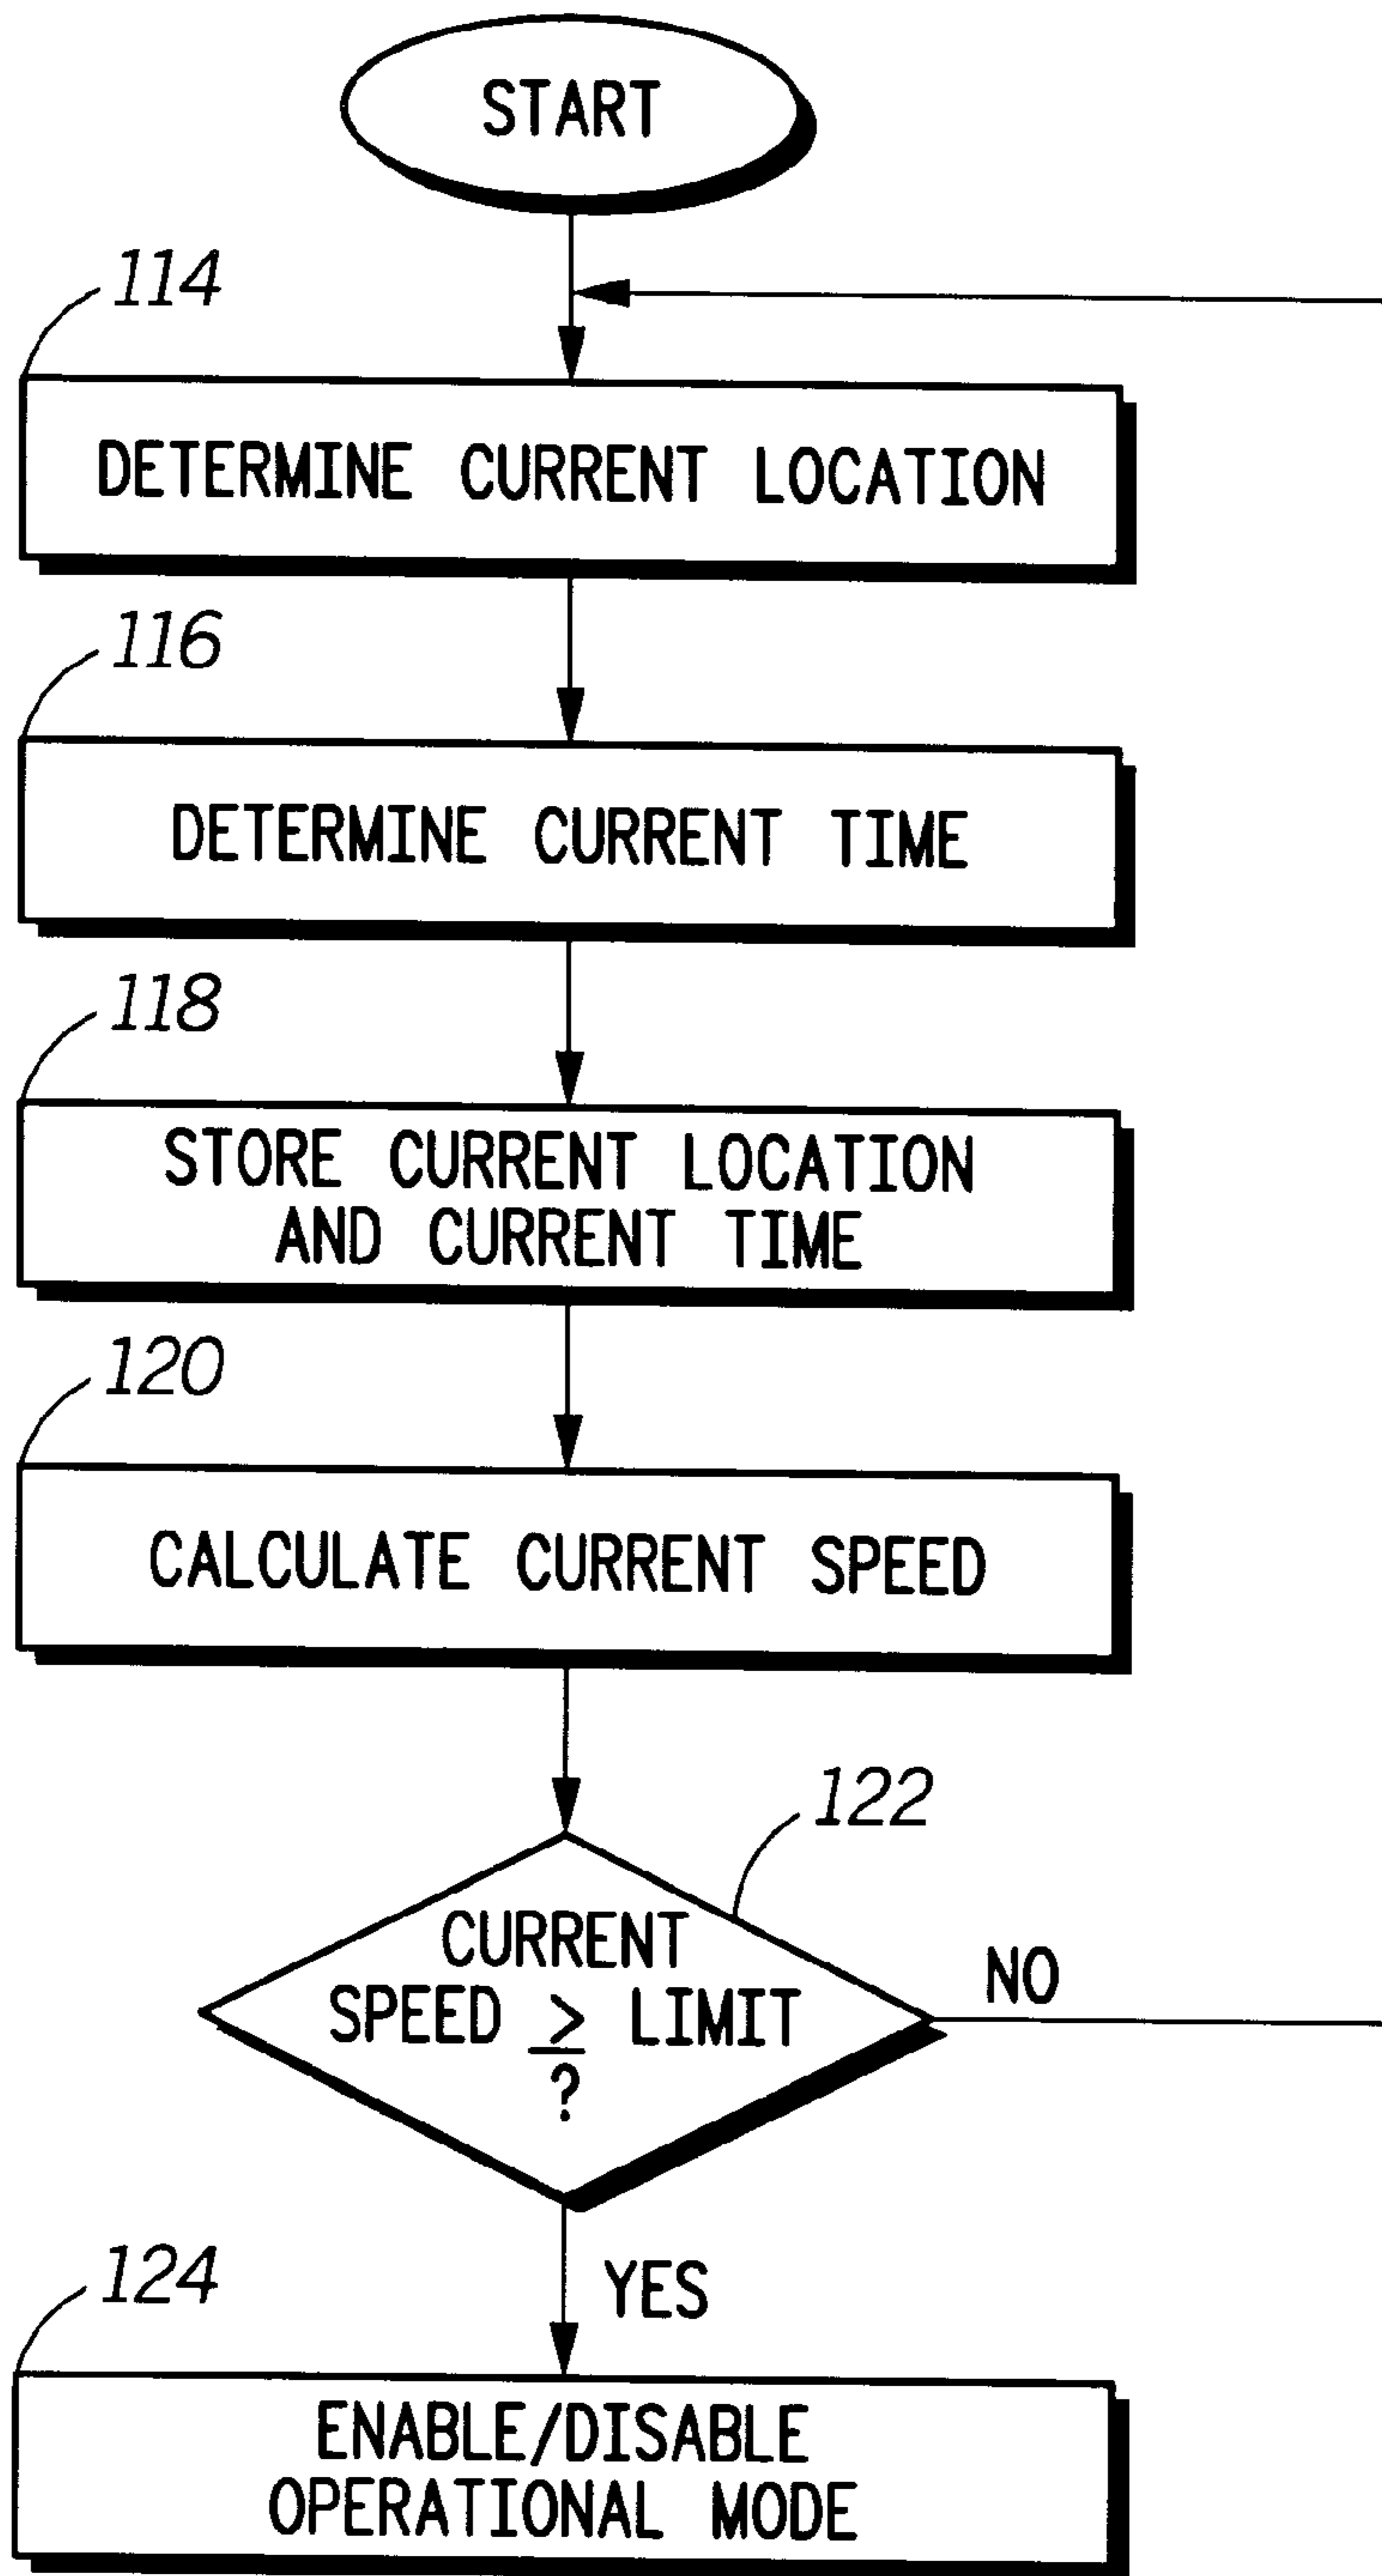 START
114
DETERMINE CURRENT LOCATION
116
DETERMINE CURRENT TIME
118
STORE CURRENT LOCATION
AND CURRENT TIME
120
CALCULATE CURRENT SPEED
122
CURRENT
SPEED ≥ LIMIT
?
NO
YES
124
ENABLE/DISABLE
OPERATIONAL MODE